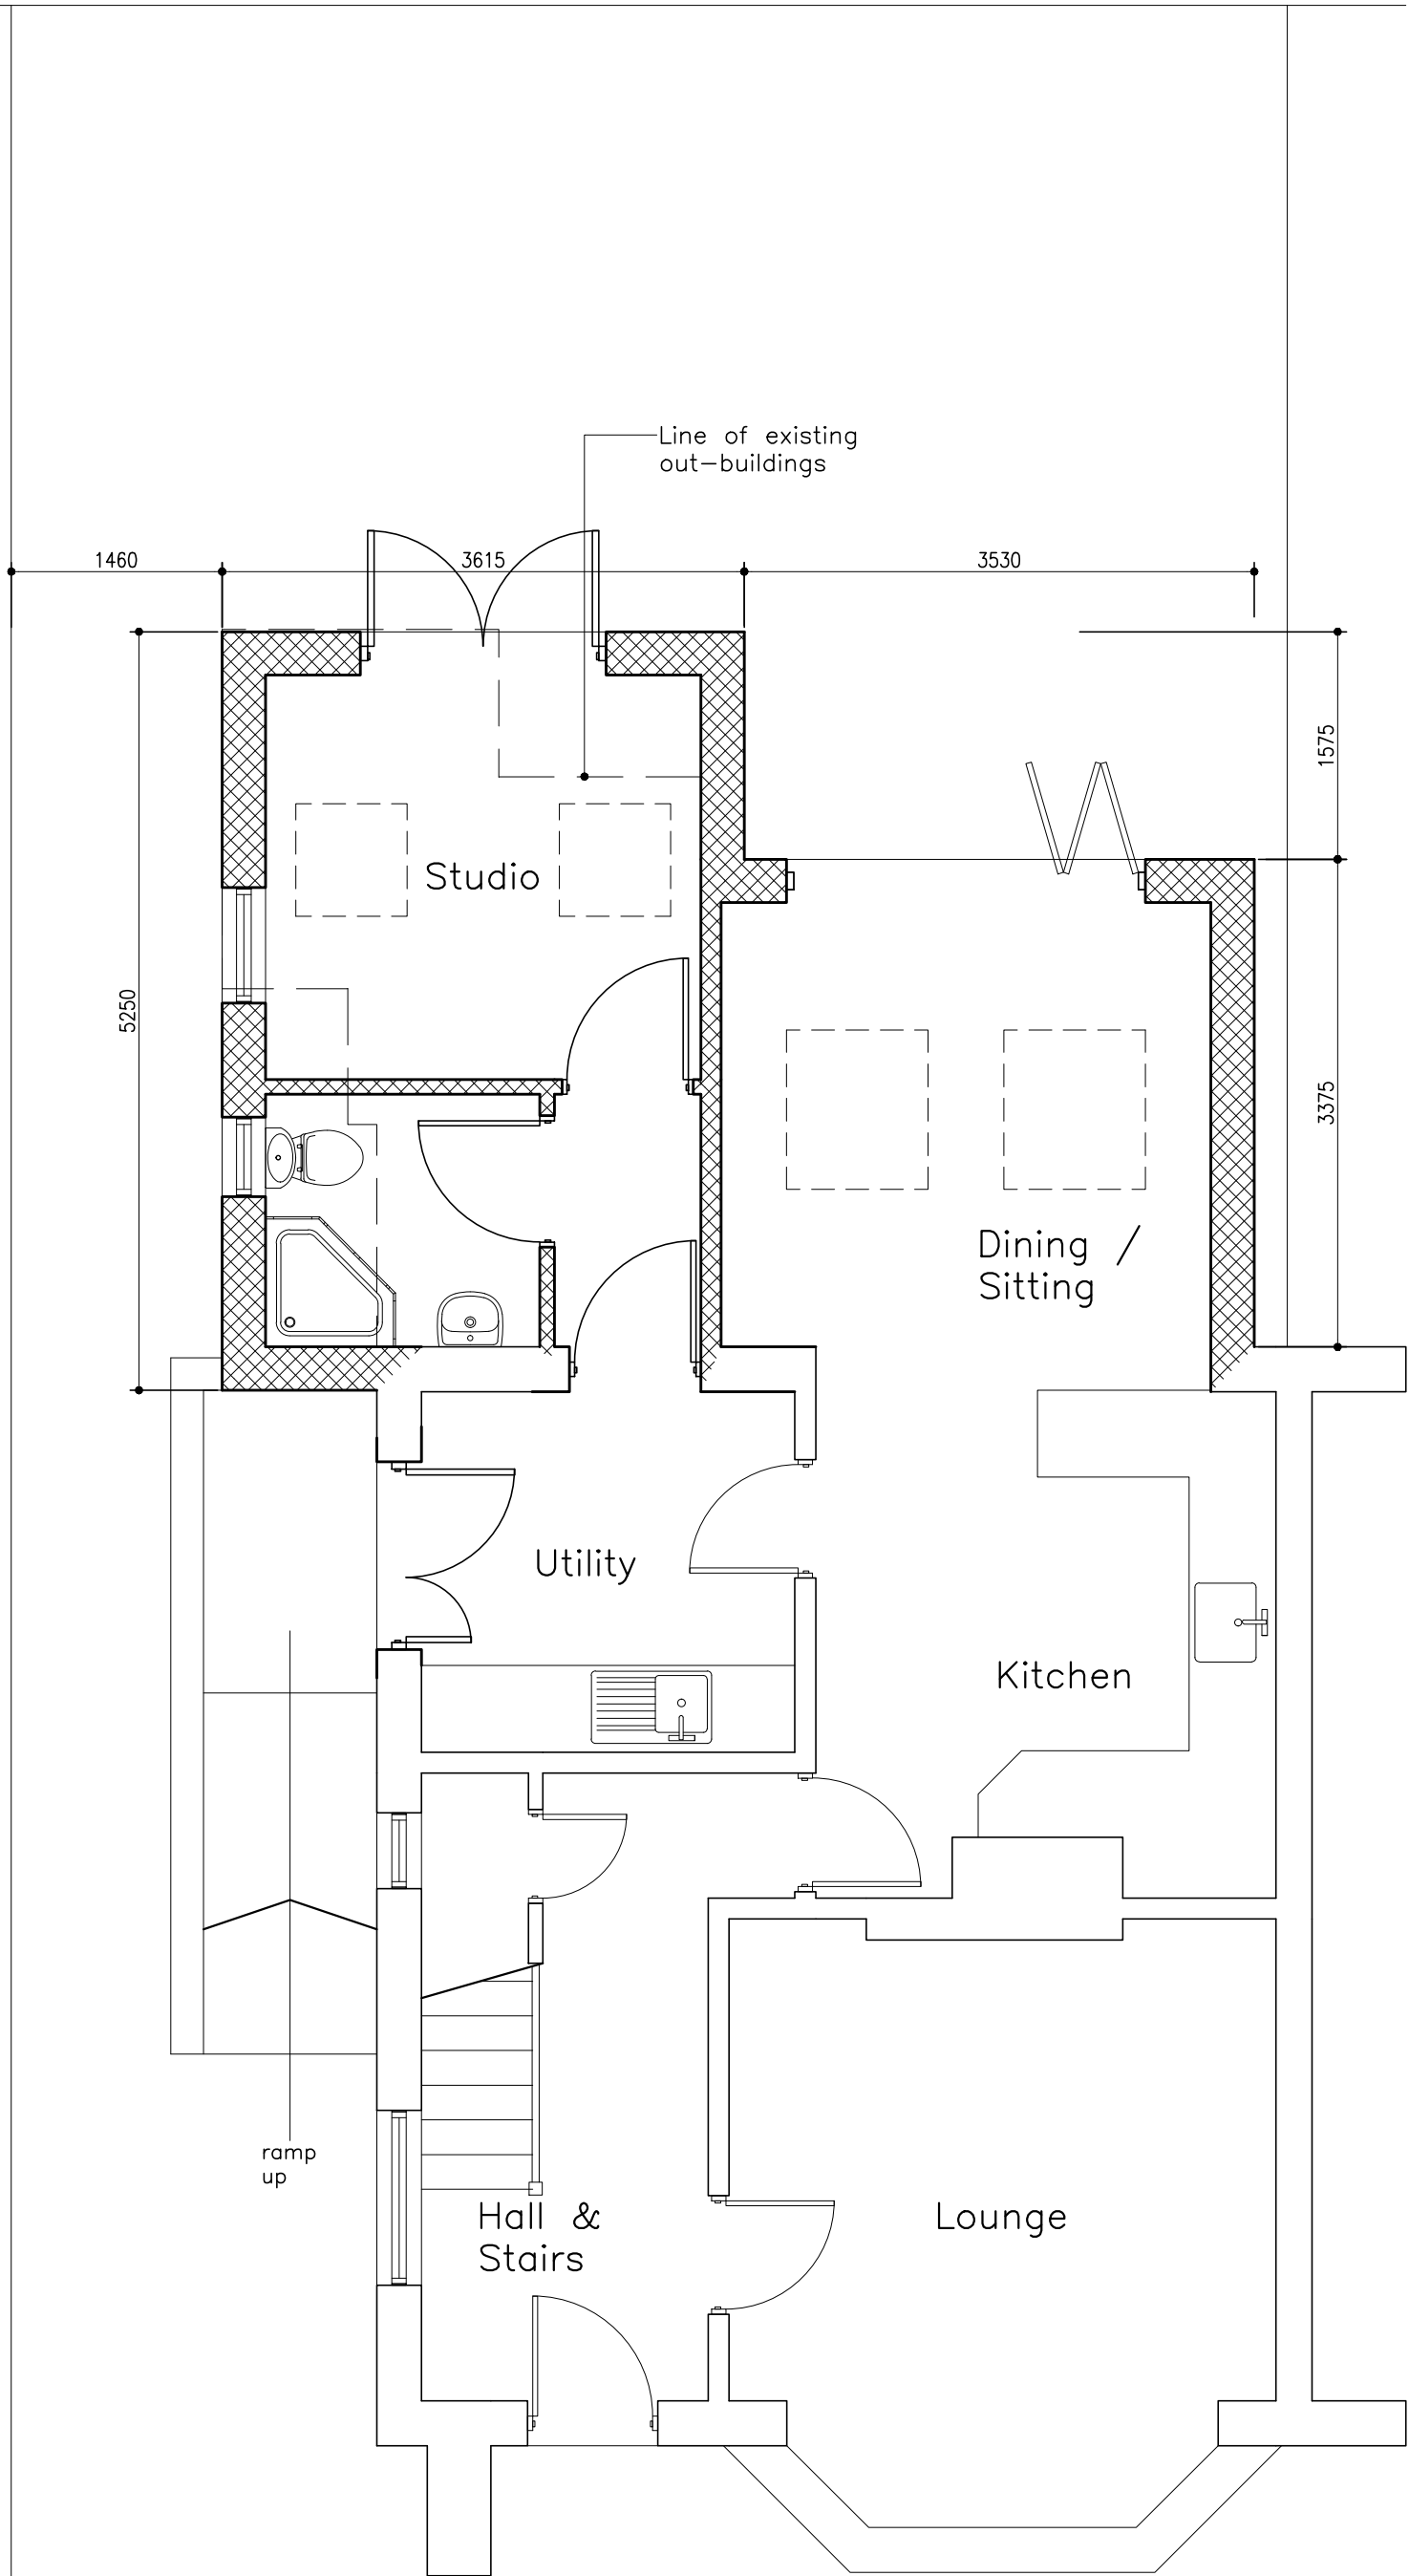 Line of existing
out-buildings
1460
3615
3530
1575
Studio
5250
3375
Dining /
Sitting
Utility
Kitchen
ramp
up
Hall &
Stairs
Lounge